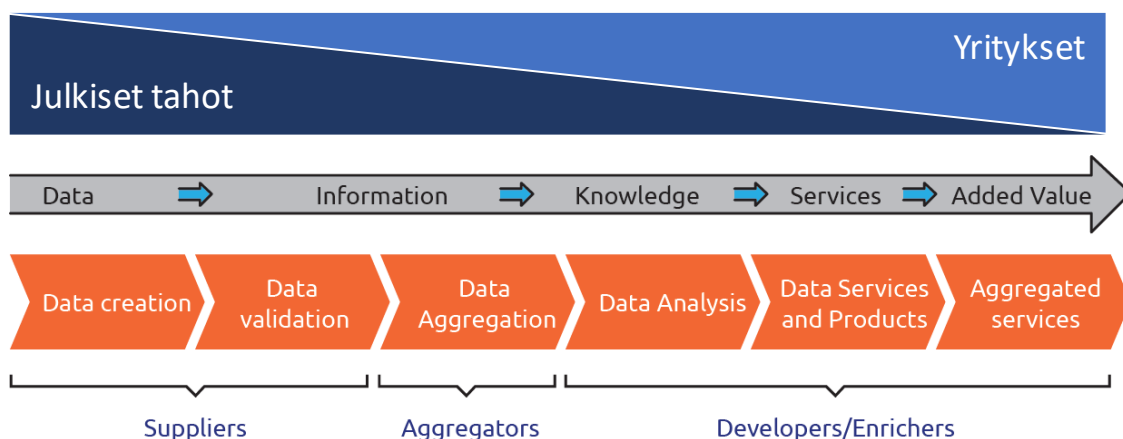 Yritykset
Julkiset tahot
Data Information Knowledge Services Added Value
Data creation
Data
validation
Data
Aggregation
Data Analysis
Data Services
and Products
Aggregated
services
Suppliers Aggregators Developers/Enrichers